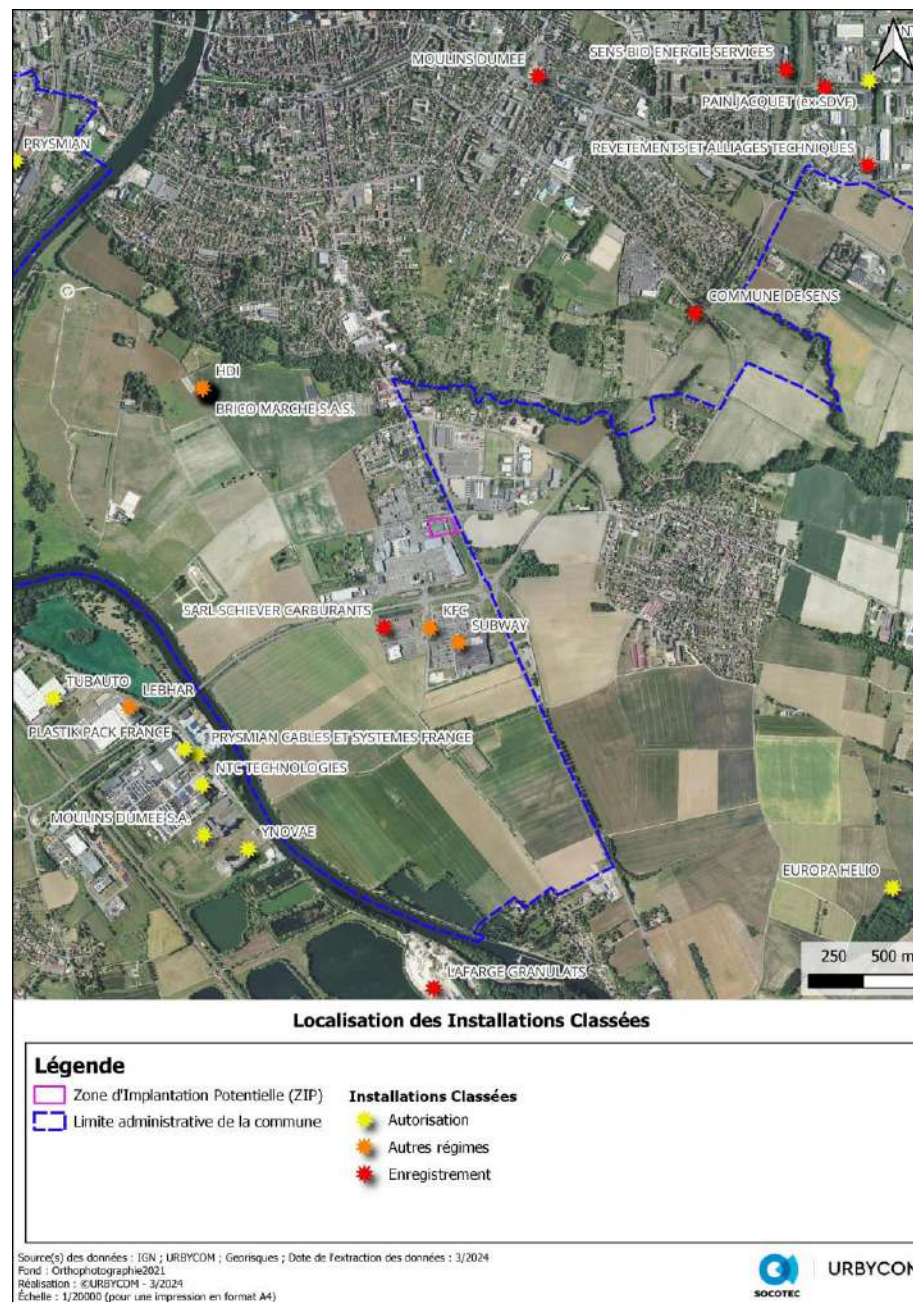 MOULINS DUMEE
SENS BIO ENERGIE SERVICES
PAIN JACQUET (ex SDVF)
PRYSMIAN
REVETEMENTS ET ALLIAGES TECHNIQUES
COMMUNE DE SENS
HDI
BRICO MARCHE S.A.S.
SARL SCHIEVER CARBURANTS
KFC
SUBWAY
TUBAUTO
LEBHAR
PLASTIK PACK FRANCE
PRYSMIAN CABLES ET SYSTEMES FRANCE
NTC TECHNOLOGIES
MOULINS DUMEE S.A.
YNOVAE
EUROPA HELIO
250 500 m
LAFARGE GRANULATS
Localisation des Installations Classées
Légende
Zone d'Implantation Potentielle (ZIP)
Limite administrative de la commune
Installations Classées
Autorisation
Autres régimes
Enregistrement
Source(s) des données : IGN ; URBYCOM ; Georisques ; Date de l'extraction des données : 3/2024
Fond : Orthophotographie2021
Réalisation : ©URBYCOM - 3/2024
Échelle : 1/20000 (pour une impression en format A4)
SOCOTEC
URBYCOM